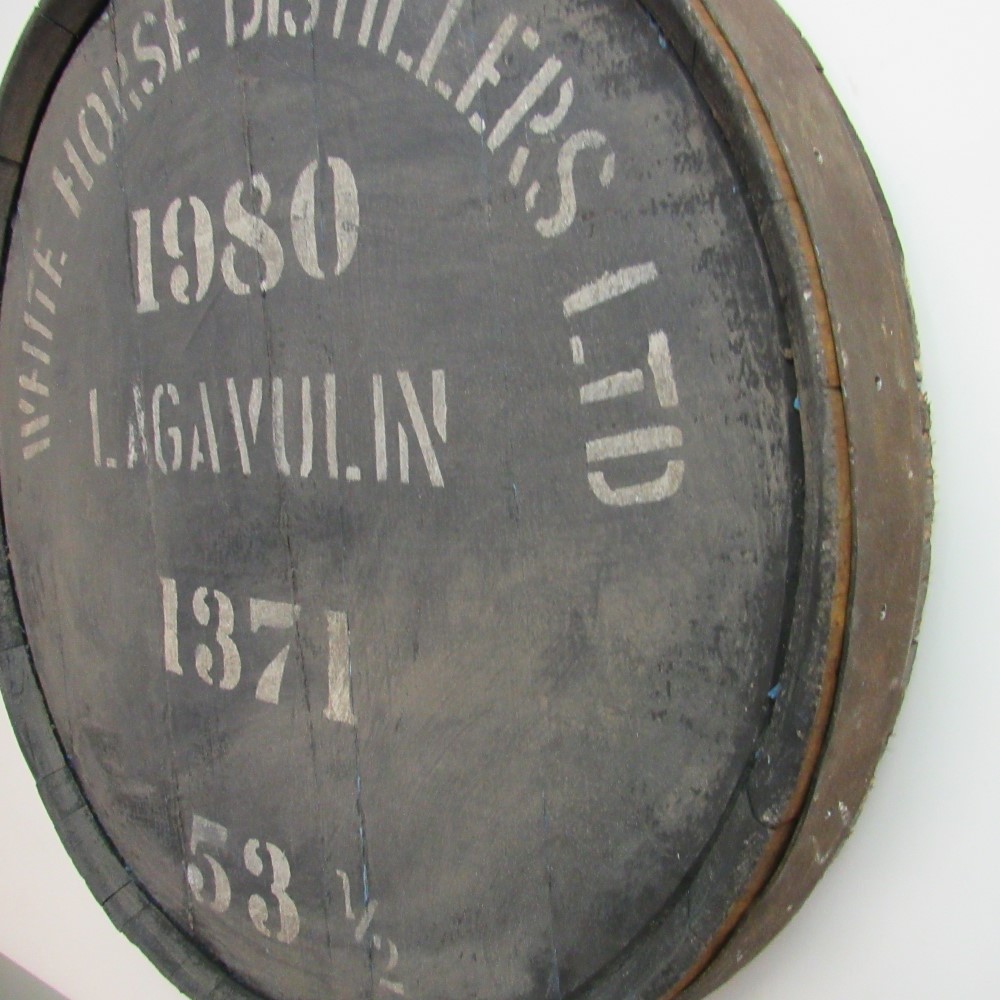 WHITE HORSE DISTILLERS LTD
1980
LAGAVULIN
1371
53 1/2